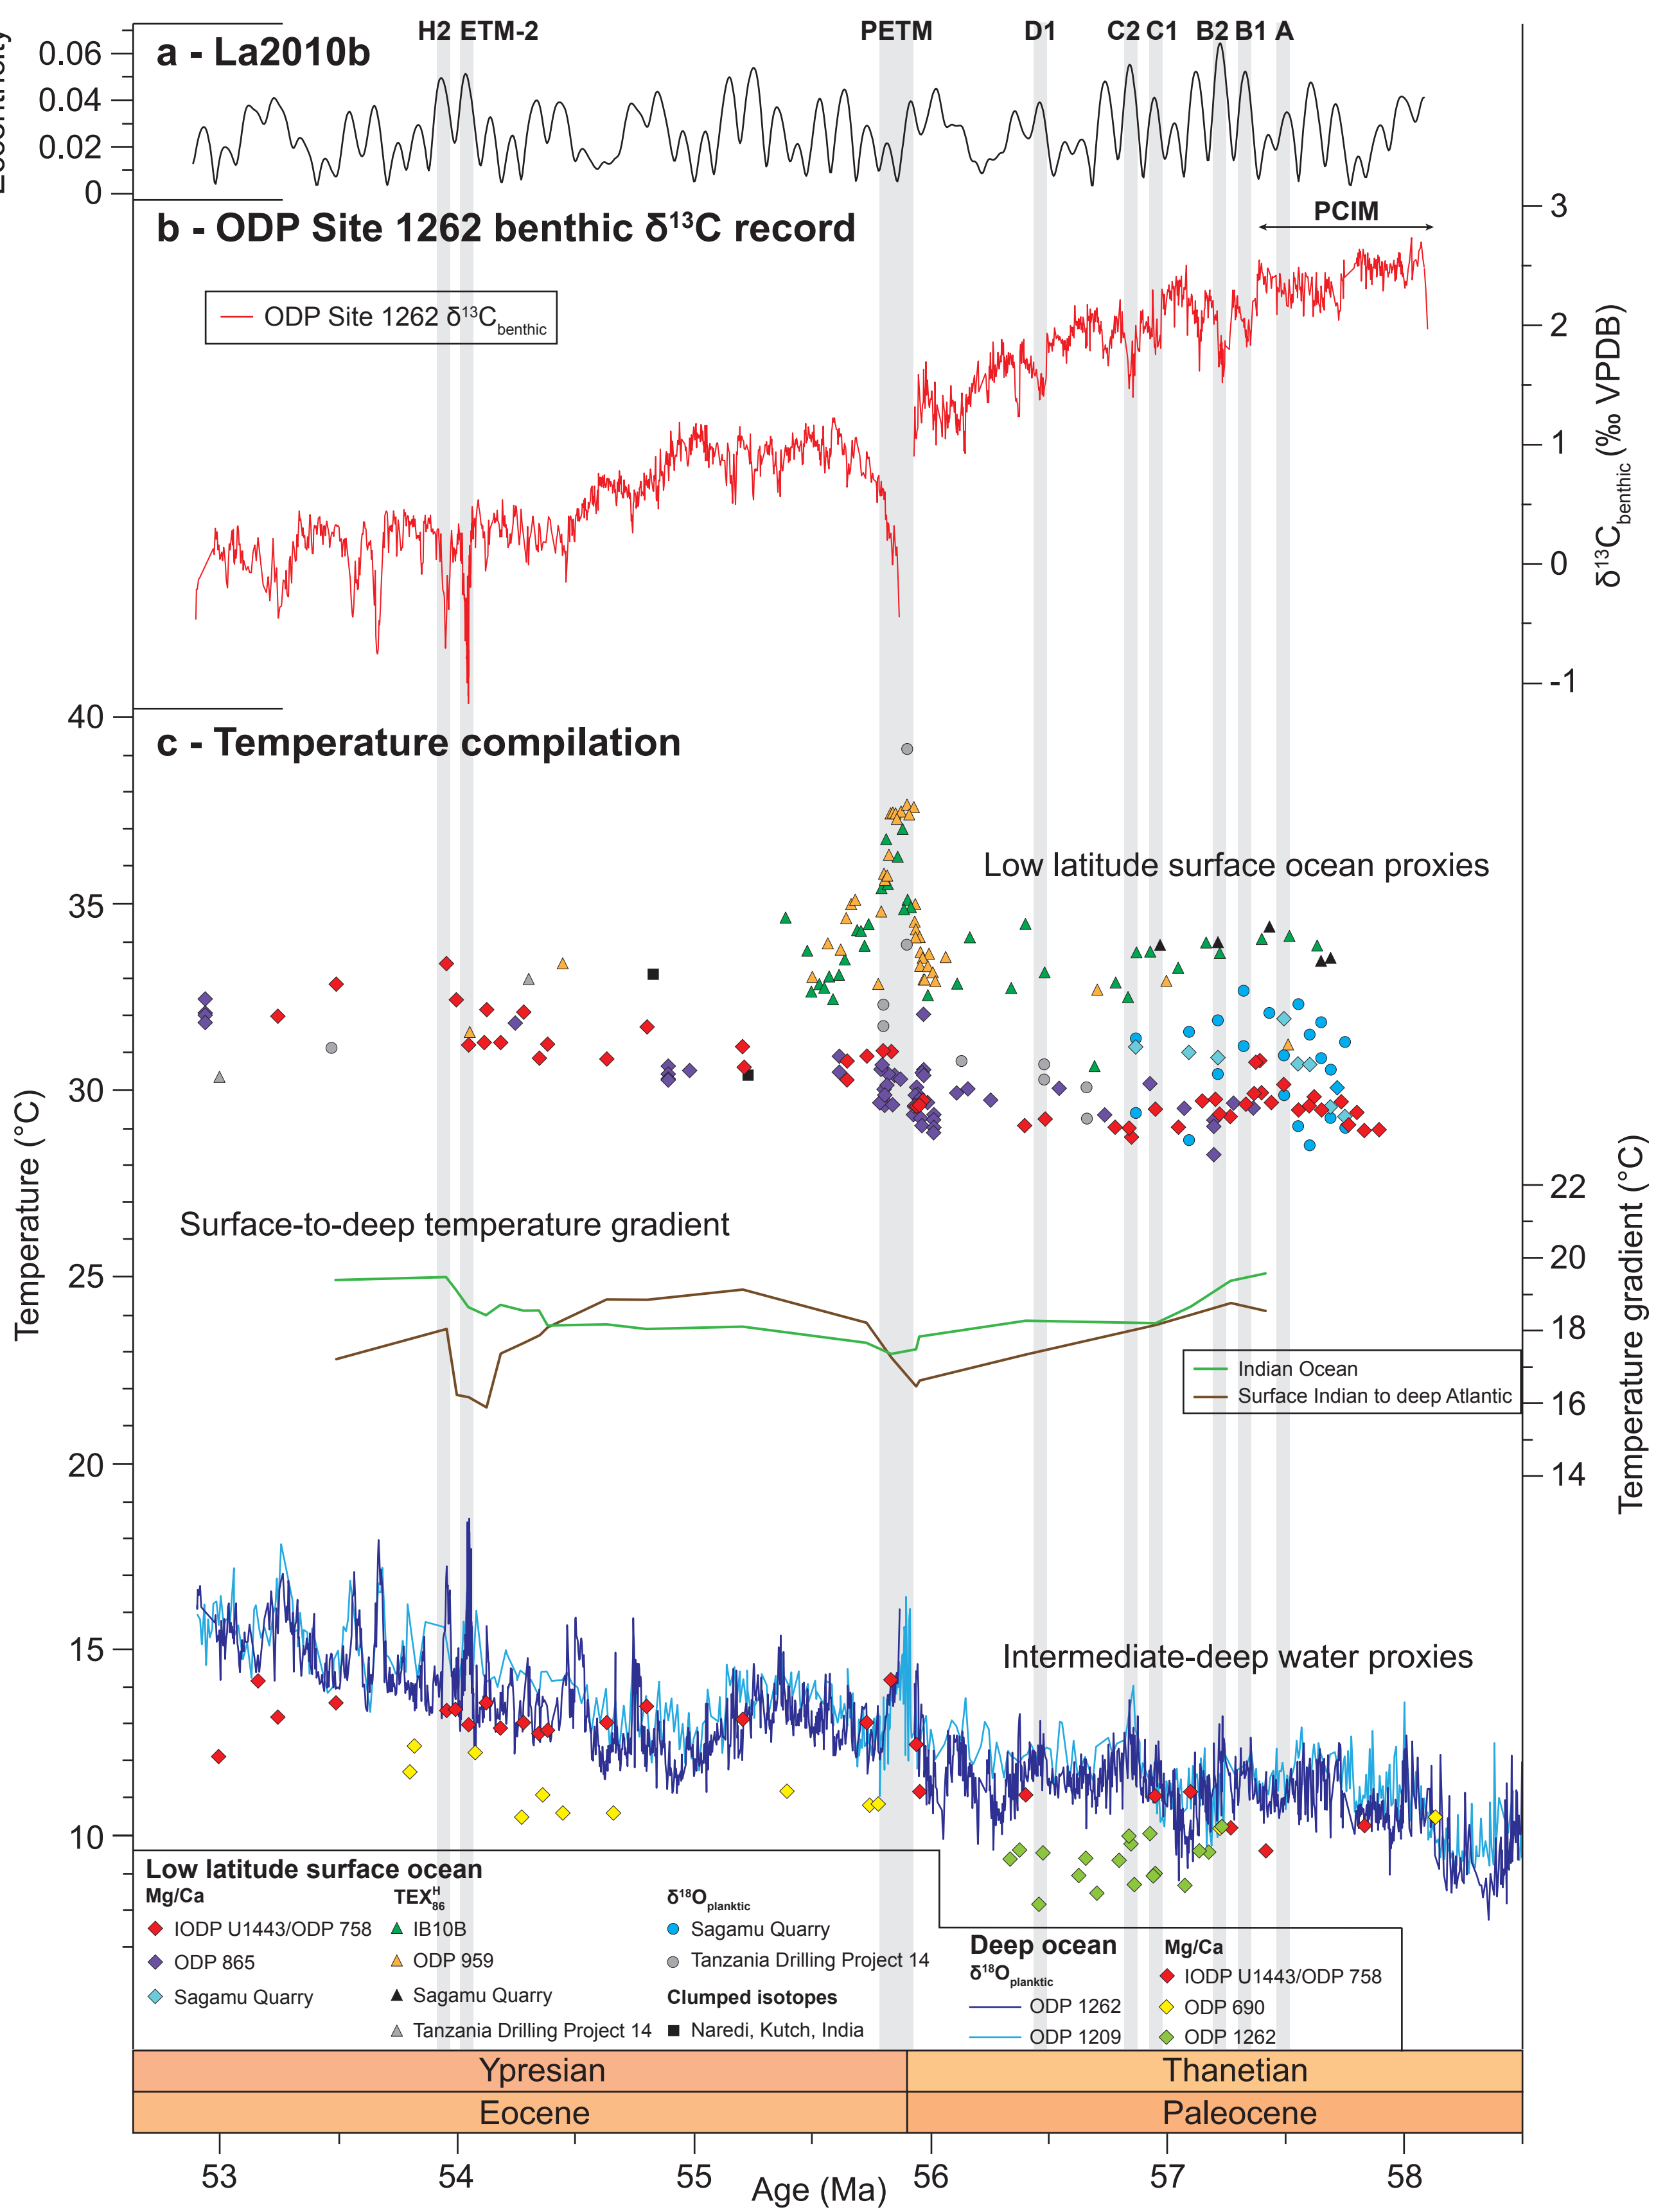 H2 ETM-2 PETM D1 C2 C1 B2 B1 A
a - La2010b
0.06
0.04
0.02
0
b - ODP Site 1262 benthic δ¹³C record
PCIM
ODP Site 1262 δ¹³Cbenthic
3
2
1
0
-1
δ¹³Cbenthic (‰ VPDB)
c - Temperature compilation
40
35
30
25
20
15
10
Temperature (°C)
Low latitude surface ocean proxies
Surface-to-deep temperature gradient
22
20
18
16
14
Temperature gradient (°C)
Indian Ocean
Surface Indian to deep Atlantic
Intermediate-deep water proxies
Low latitude surface ocean
Mg/Ca
IODP U1443/ODP 758
ODP 865
Sagamu Quarry
TEX86H
IB10B
ODP 959
Sagamu Quarry
Tanzania Drilling Project 14
δ¹⁸Oplanktic
Sagamu Quarry
Tanzania Drilling Project 14
Clumped isotopes
Naredi, Kutch, India
Deep ocean
δ¹⁸Oplanktic
ODP 1262
ODP 1209
Mg/Ca
IODP U1443/ODP 758
ODP 690
ODP 1262
Ypresian Thanetian
Eocene Paleocene
53 54 55 56 57 58
Age (Ma)